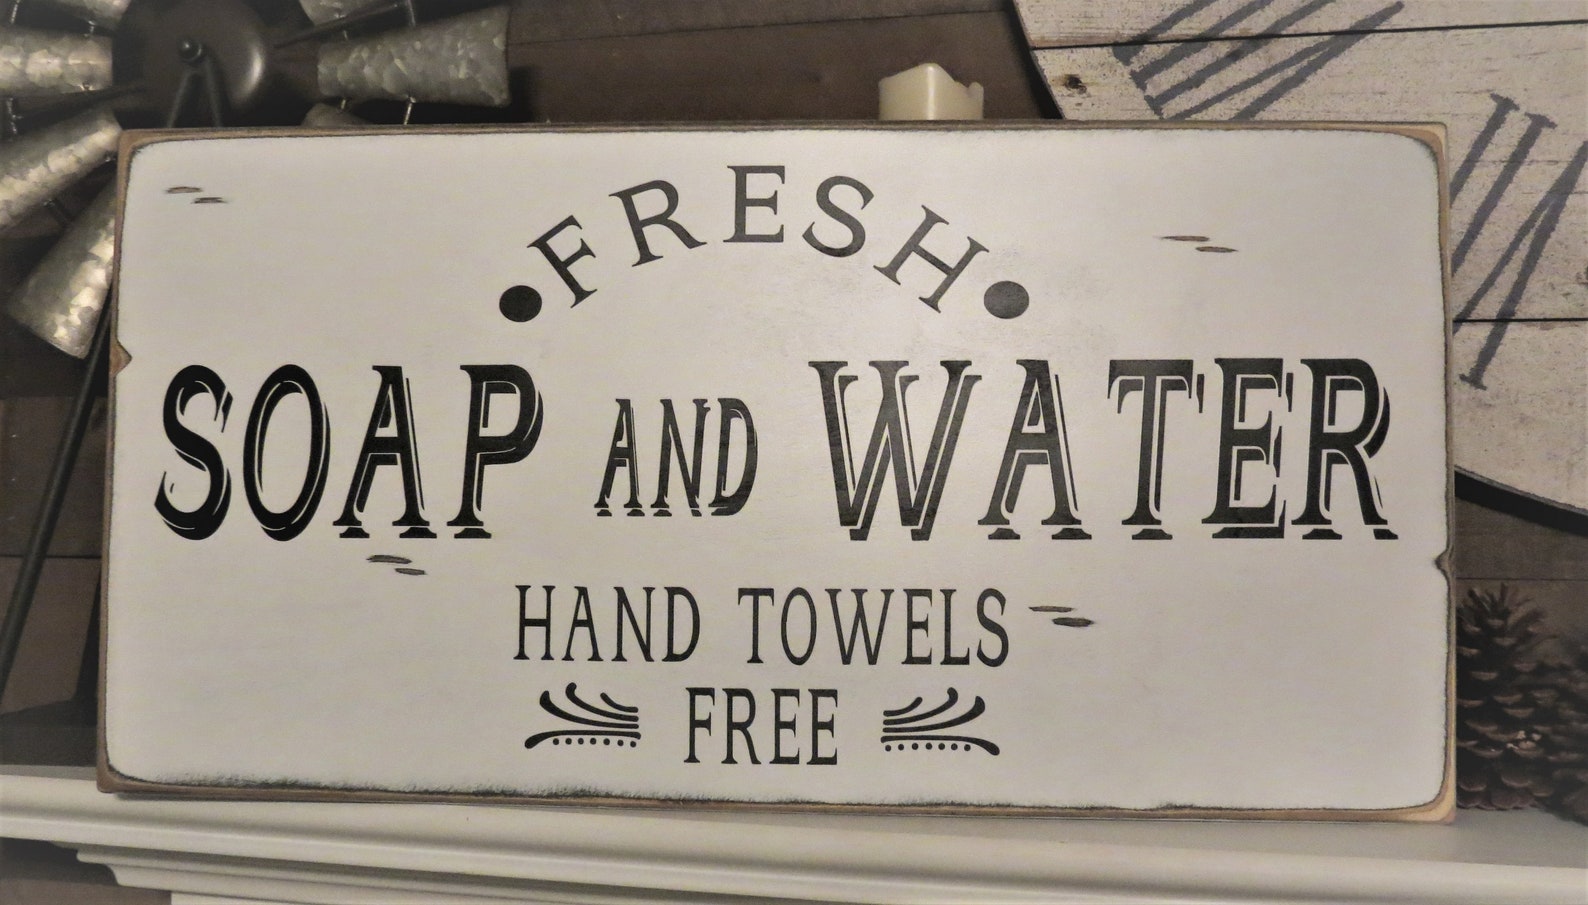 FRESH
SOAP AND WATER
HAND TOWELS
FREE